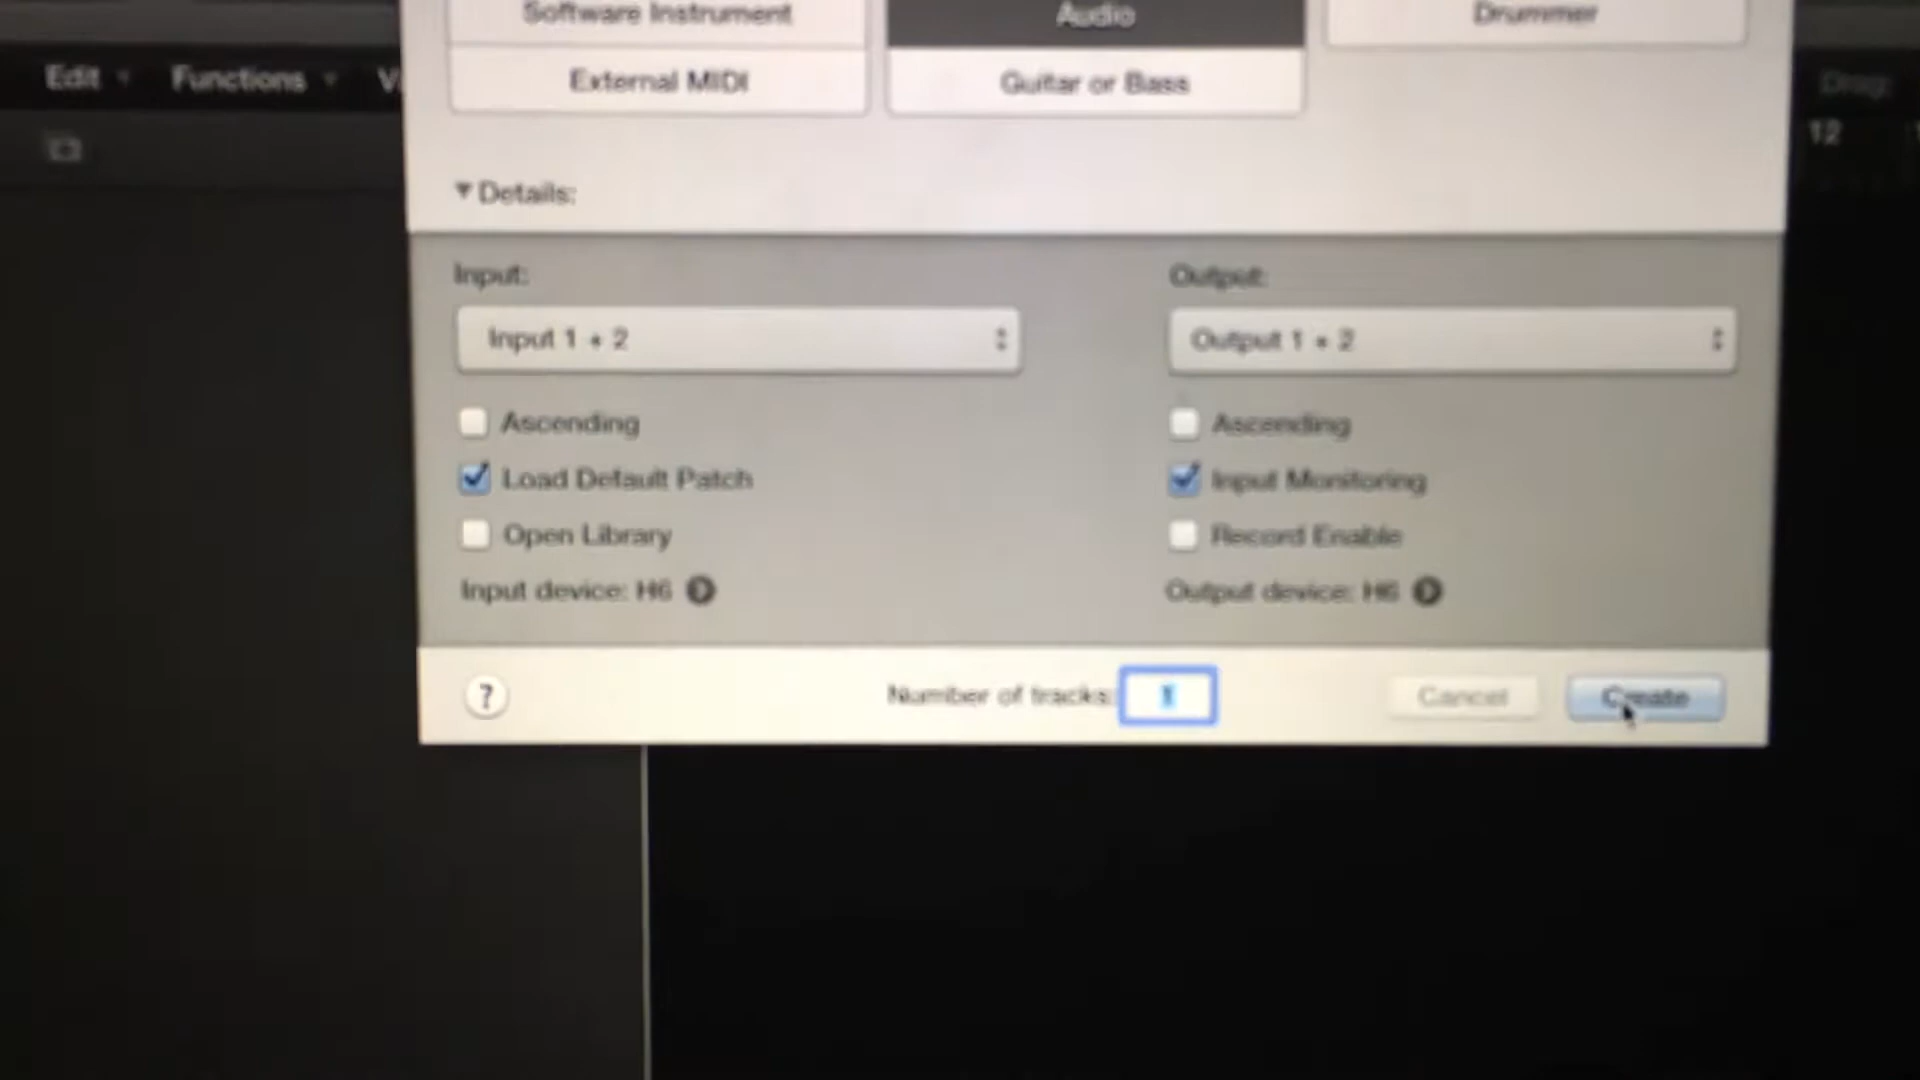 Software Instrument Audio Drummer
Edit Functions V External MIDI Guitar or Bass Drag:
12
Details:
Input: Output:
Input 1 + 2 Output 1 + 2
Ascending Ascending
Load Default Patch Input Monitoring
Open Library Record Enable
Input device: H6 Output device: H6
? Number of tracks: 1 Cancel Create